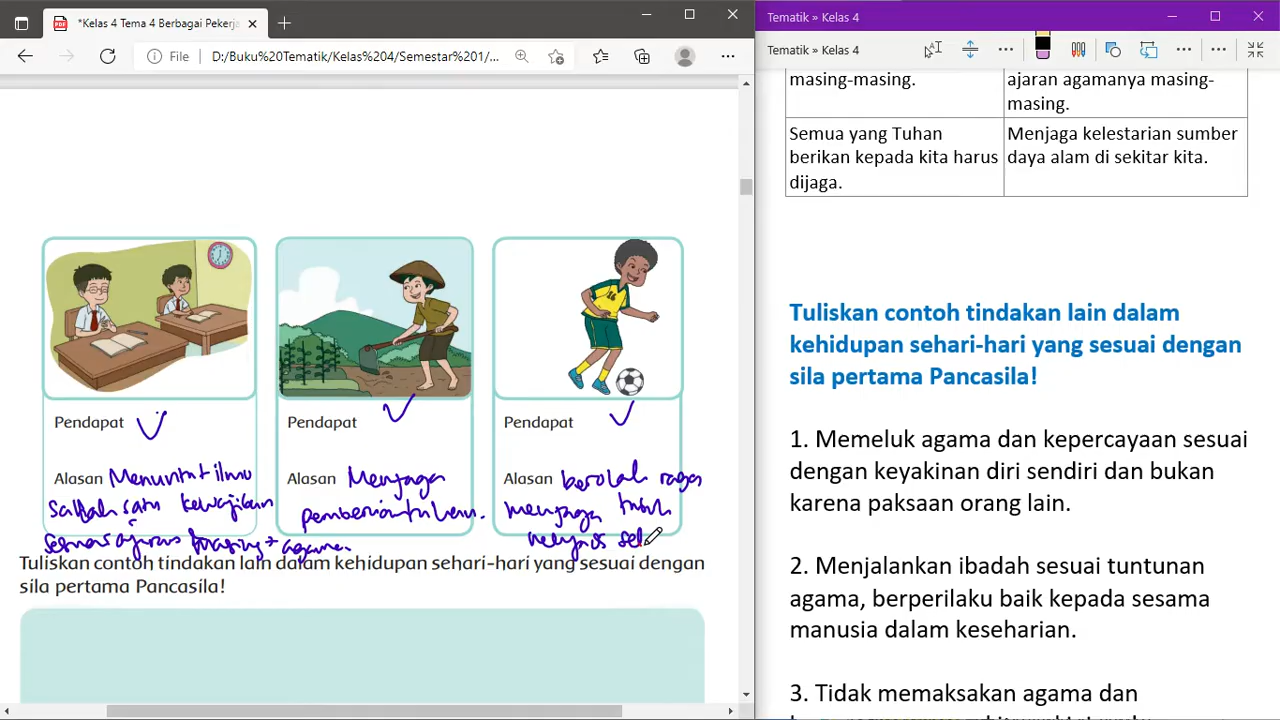 *Kelas 4 Tema 4 Berbagai Pekerja
Tematik » Kelas 4
File
D:/Buku%20Tematik/Kelas%204/Semestar%201/...
Tematik » Kelas 4
masing-masing.
ajaran agamanya masing-
masing.
Semua yang Tuhan
berikan kepada kita harus
dijaga.
Menjaga kelestarian sumber
daya alam di sekitar kita.
Pendapat
Alasan Menuntut ilmu
salah satu kewajiban
sesuai ajaran masing2 agama.
Pendapat
Alasan Menjaga
pemberian tuhan.
Pendapat
Alasan berolah raga
menjaga tubuh
Tuliskan contoh tindakan lain dalam kehidupan sehari-hari yang sesuai dengan
sila pertama Pancasila!
Tuliskan contoh tindakan lain dalam
kehidupan sehari-hari yang sesuai dengan
sila pertama Pancasila!
1. Memeluk agama dan kepercayaan sesuai
dengan keyakinan diri sendiri dan bukan
karena paksaan orang lain.
2. Menjalankan ibadah sesuai tuntunan
agama, berperilaku baik kepada sesama
manusia dalam keseharian.
3. Tidak memaksakan agama dan